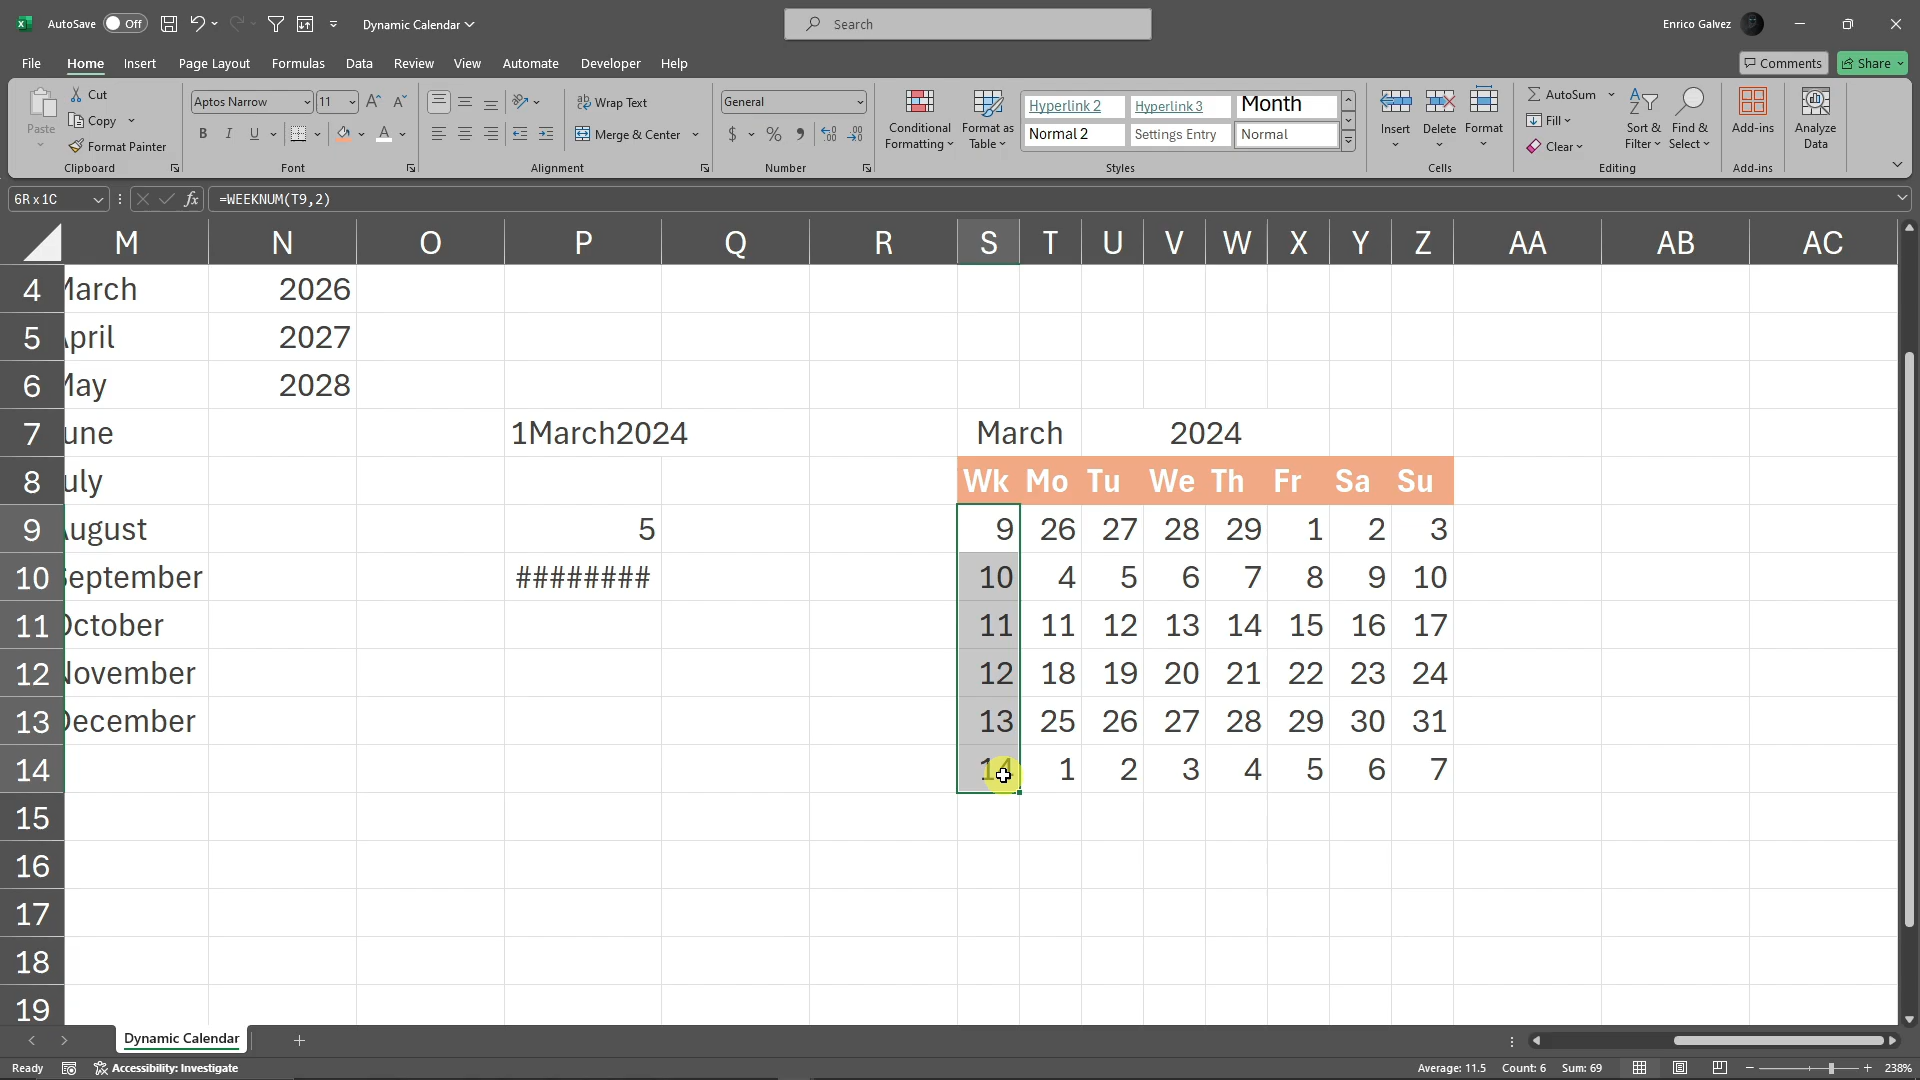 AutoSave Off Dynamic Calendar Search Enrico Galvez
File Home Insert Page Layout Formulas Data Review View Automate Developer Help Comments Share
Paste Cut Copy Format Painter Clipboard
Aptos Narrow 11 B I U A Font
Wrap Text Merge & Center Alignment
General $ % Number
Conditional Formatting Format as Table
Hyperlink 2 Hyperlink 3 Month
Normal 2 Settings Entry Normal
Styles
Insert Delete Format Cells
AutoSum Fill Clear Sort & Filter Find & Select Editing
Add-ins Add-ins
Analyze Data
6R x 1C fx =WEEKNUM(T9,2)
M N O P Q R S T U V W X Y Z AA AB AC
4 March 2026
5 April 2027
6 May 2028
7 June 1March2024 March 2024
8 July Wk Mo Tu We Th Fr Sa Su
9 August 5 9 26 27 28 29 1 2 3
10 September ######## 10 4 5 6 7 8 9 10
11 October 11 11 12 13 14 15 16 17
12 November 12 18 19 20 21 22 23 24
13 December 13 25 26 27 28 29 30 31
14 14 1 2 3 4 5 6 7
15
16
17
18
19
Dynamic Calendar
Ready Accessibility: Investigate Average: 11.5 Count: 6 Sum: 69 238%